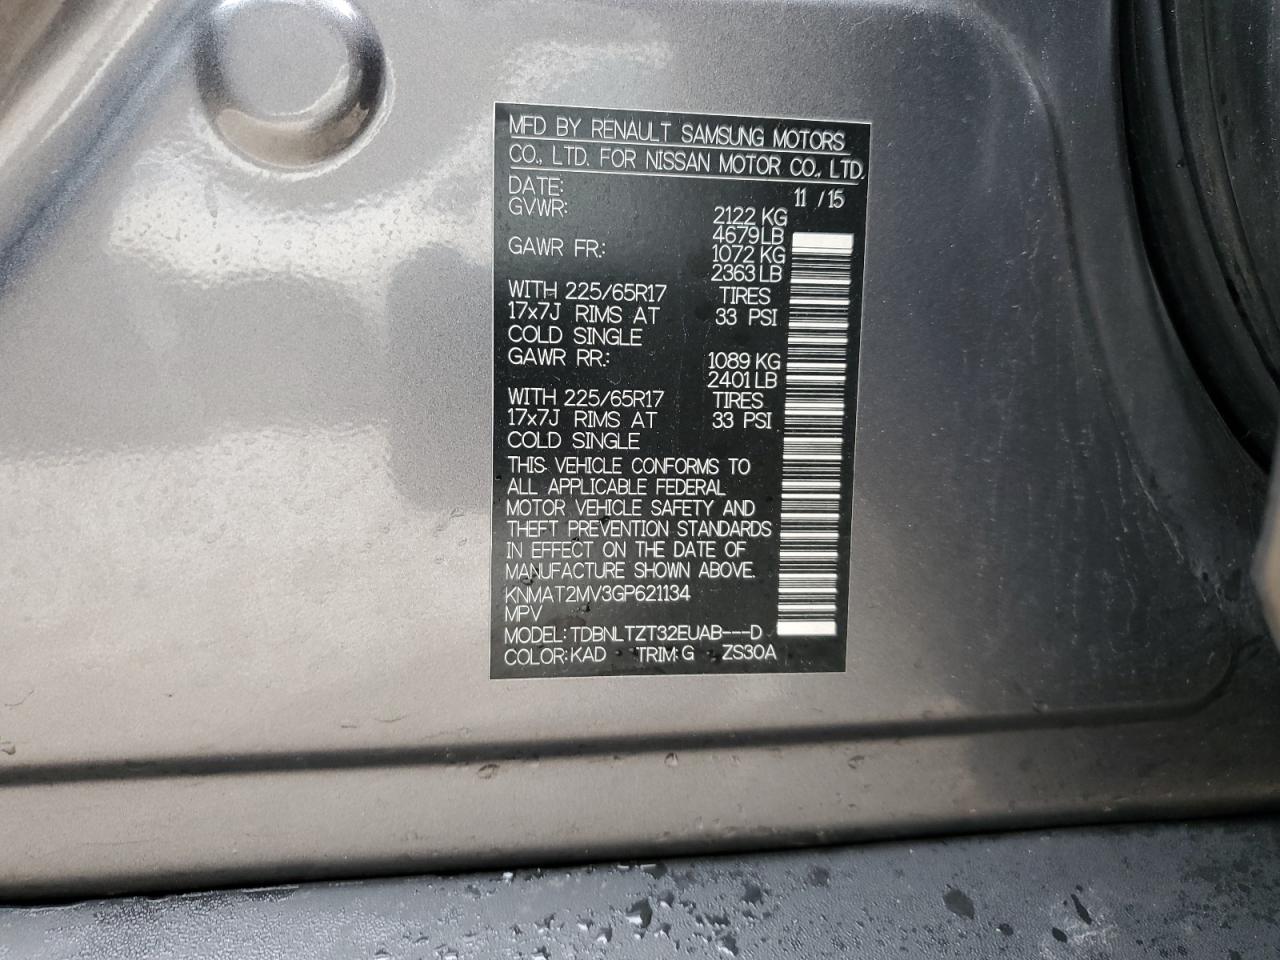 MFD BY RENAULT SAMSUNG MOTORS
CO., LTD. FOR NISSAN MOTOR CO., LTD.
DATE: 11 /15
GVWR: 2122 KG
4679LB
GAWR FR: 1072 KG
2363LB
WITH 225/65R17 TIRES
17x7J RIMS AT 33 PSI
COLD SINGLE
GAWR RR: 1089 KG
2401LB
WITH 225/65R17 TIRES
17x7J RIMS AT 33 PSI
COLD SINGLE
THIS VEHICLE CONFORMS TO
ALL APPLICABLE FEDERAL
MOTOR VEHICLE SAFETY AND
THEFT PREVENTION STANDARDS
IN EFFECT ON THE DATE OF
MANUFACTURE SHOWN ABOVE.
KNMAT2MV3GP621134
MPV
MODEL: TDBNLTZT32EUAB---D
COLOR:KAD TRIM:G ZS30A